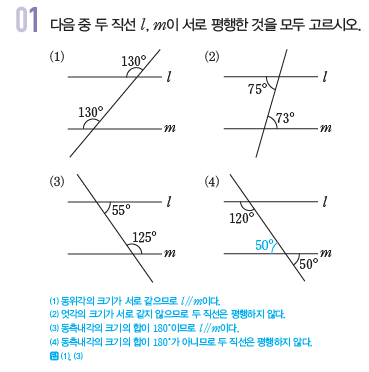 01 다음 중 두 직선 l, m이 서로 평행한 것을 모두 고르시오.
(1) 130° l 130° m
(2) l 75° 73° m
(3) l 55° 125° m
(4) l 120° 50° m 50°
(1) 동위각의 크기가 서로 같으므로 l∥m이다.
(2) 엇각의 크기가 서로 같지 않으므로 두 직선은 평행하지 않다.
(3) 동측내각의 크기의 합이 180°이므로 l∥m이다.
(4) 동측내각의 크기의 합이 180°가 아니므로 두 직선은 평행하지 않다.
답 (1), (3)